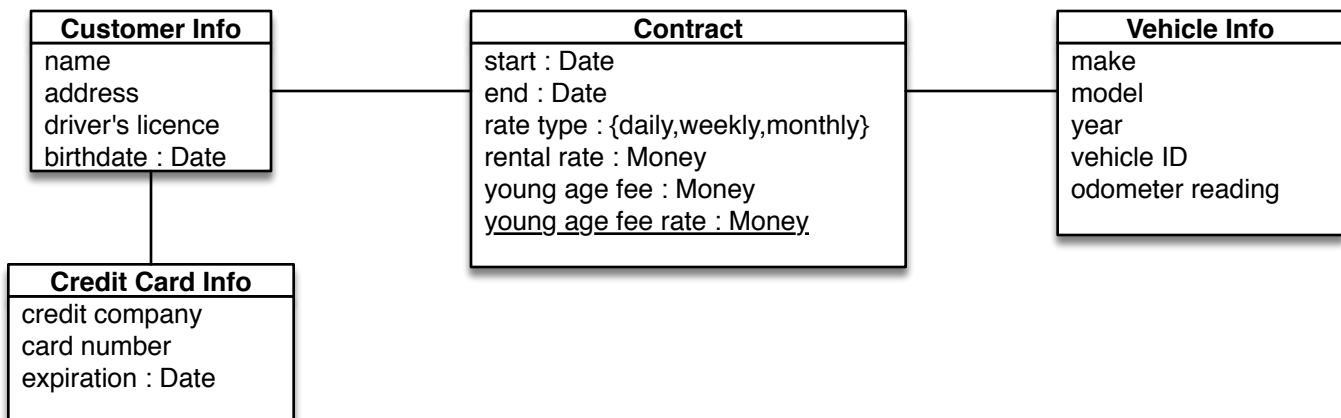 Customer Info
name
address
driver's licence
birthdate : Date
Contract
start : Date
end : Date
rate type : {daily,weekly,monthly}
rental rate : Money
young age fee : Money
young age fee rate : Money
Vehicle Info
make
model
year
vehicle ID
odometer reading
Credit Card Info
credit company
card number
expiration : Date